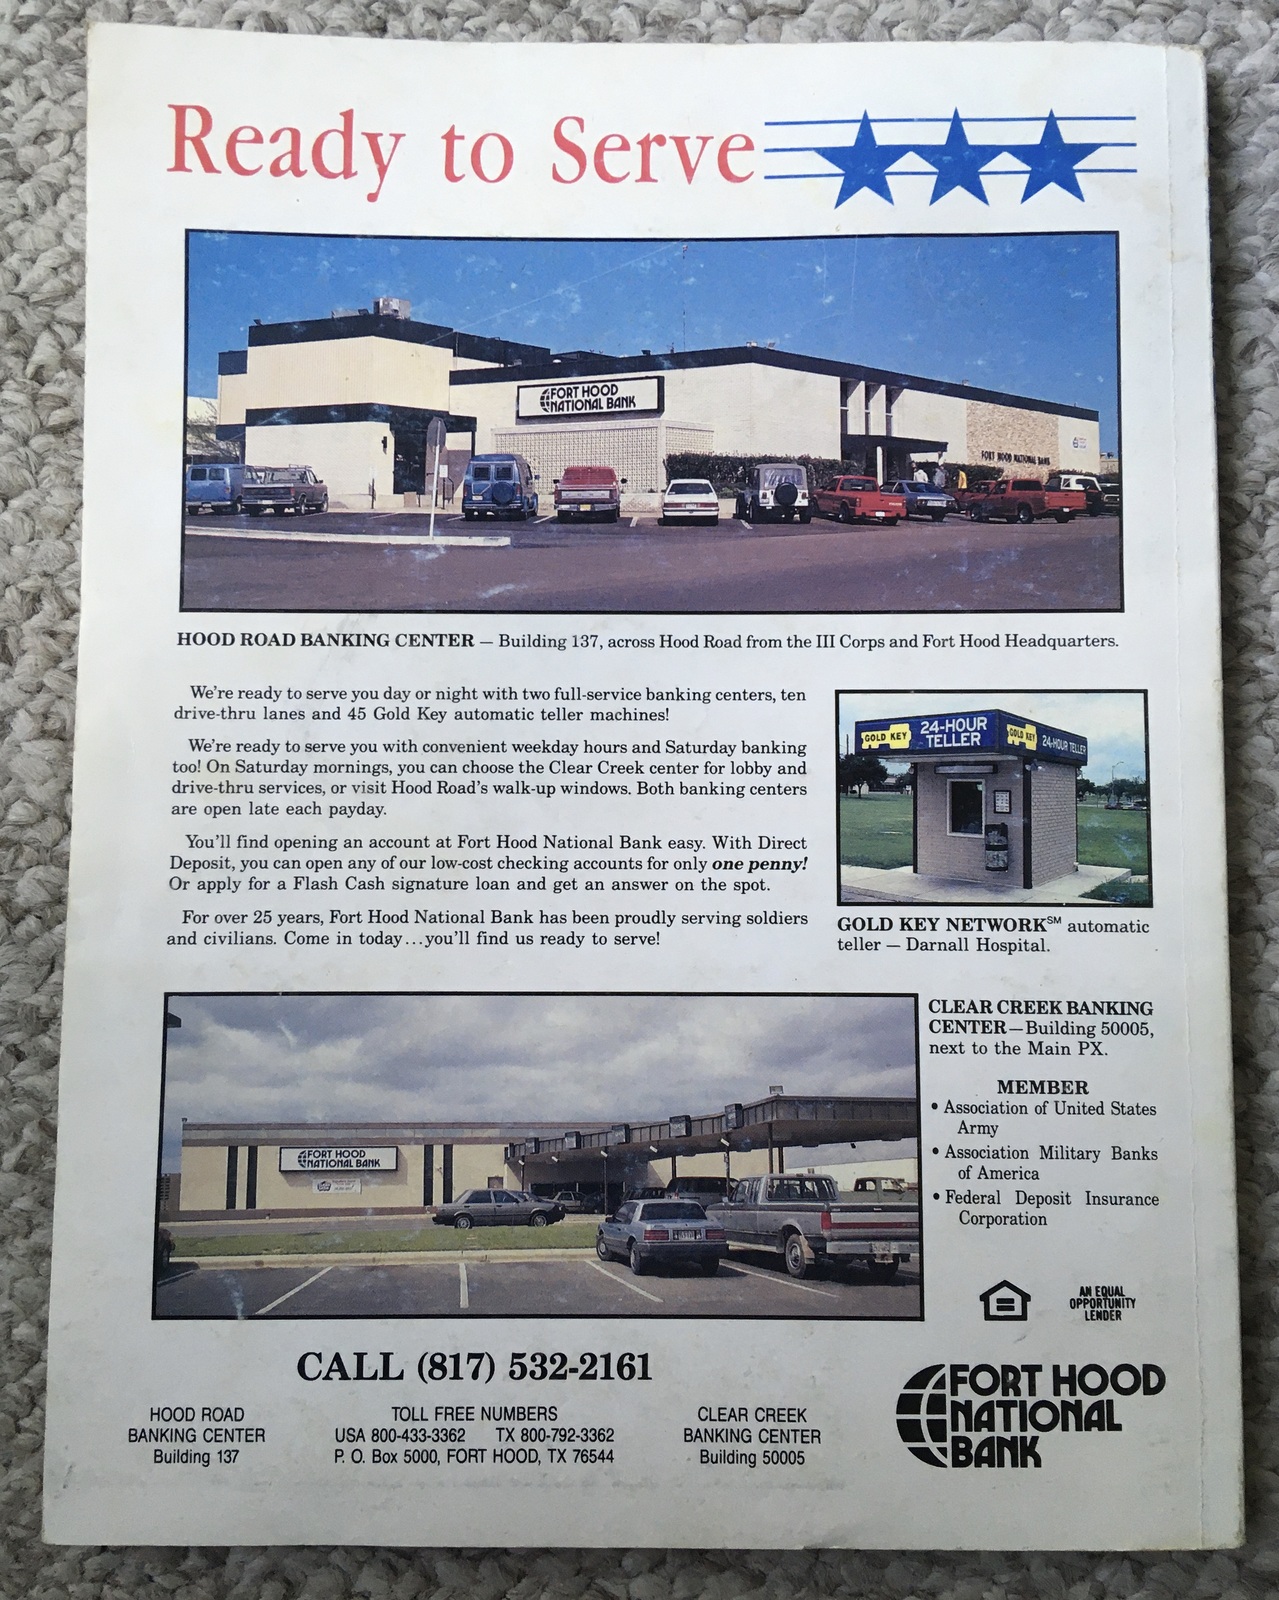 Ready to Serve
FORT HOOD
NATIONAL BANK
FORT HOOD NATIONAL BANK
HOOD ROAD BANKING CENTER — Building 137, across Hood Road from the III Corps and Fort Hood Headquarters.
We're ready to serve you day or night with two full-service banking centers, ten
drive-thru lanes and 45 Gold Key automatic teller machines!
We're ready to serve you with convenient weekday hours and Saturday banking
too! On Saturday mornings, you can choose the Clear Creek center for lobby and
drive-thru services, or visit Hood Road's walk-up windows. Both banking centers
are open late each payday.
You'll find opening an account at Fort Hood National Bank easy. With Direct
Deposit, you can open any of our low-cost checking accounts for only one penny!
Or apply for a Flash Cash signature loan and get an answer on the spot.
For over 25 years, Fort Hood National Bank has been proudly serving soldiers
and civilians. Come in today...you'll find us ready to serve!
GOLD KEY
24-HOUR
TELLER
GOLD KEY
24-HOUR TELLER
GOLD KEY NETWORK℠ automatic
teller — Darnall Hospital.
FORT HOOD
NATIONAL BANK
CLEAR CREEK BANKING
CENTER—Building 50005,
next to the Main PX.
MEMBER
• Association of United States
Army
• Association Military Banks
of America
• Federal Deposit Insurance
Corporation
AN EQUAL
OPPORTUNITY
LENDER
CALL (817) 532-2161
HOOD ROAD
BANKING CENTER
Building 137
TOLL FREE NUMBERS
USA 800-433-3362 TX 800-792-3362
P. O. Box 5000, FORT HOOD, TX 76544
CLEAR CREEK
BANKING CENTER
Building 50005
FORT HOOD
NATIONAL
BANK